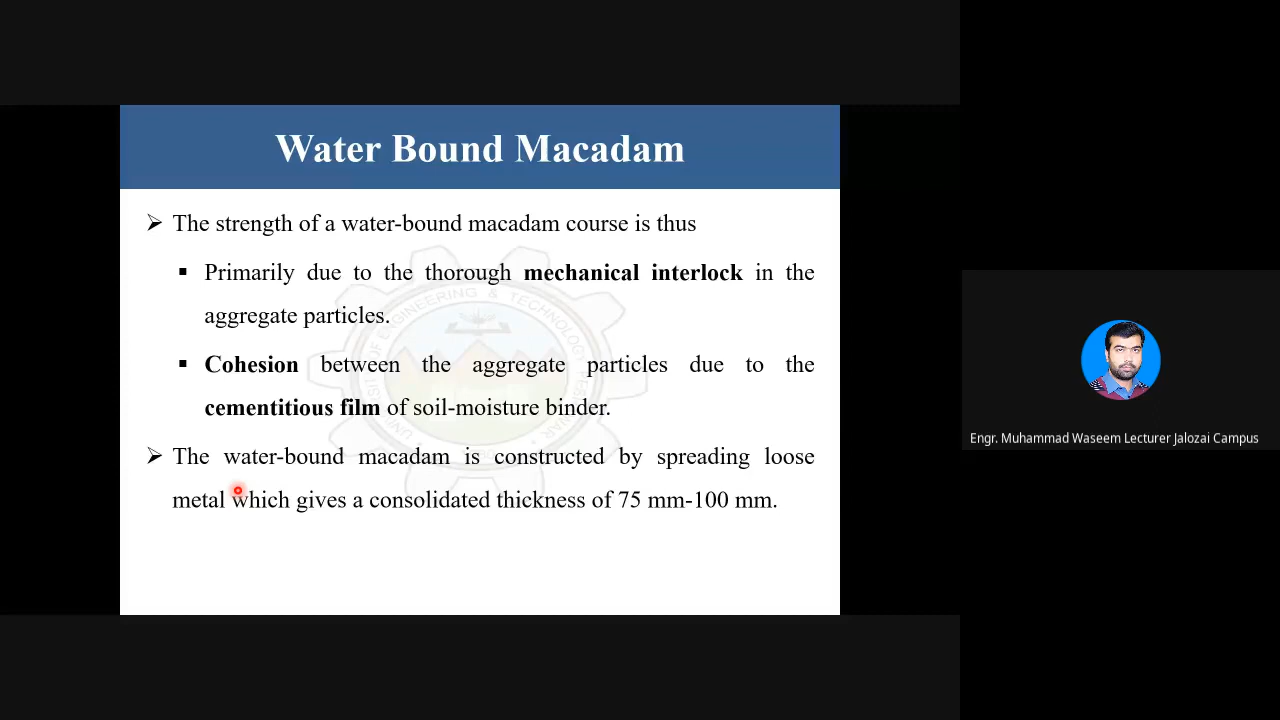 Water Bound Macadam
➢ The strength of a water-bound macadam course is thus
▪ Primarily due to the thorough mechanical interlock in the
aggregate particles.
▪ Cohesion between the aggregate particles due to the
cementitious film of soil-moisture binder.
➢ The water-bound macadam is constructed by spreading loose
metal which gives a consolidated thickness of 75 mm-100 mm.
Engr. Muhammad Waseem Lecturer Jalozai Campus